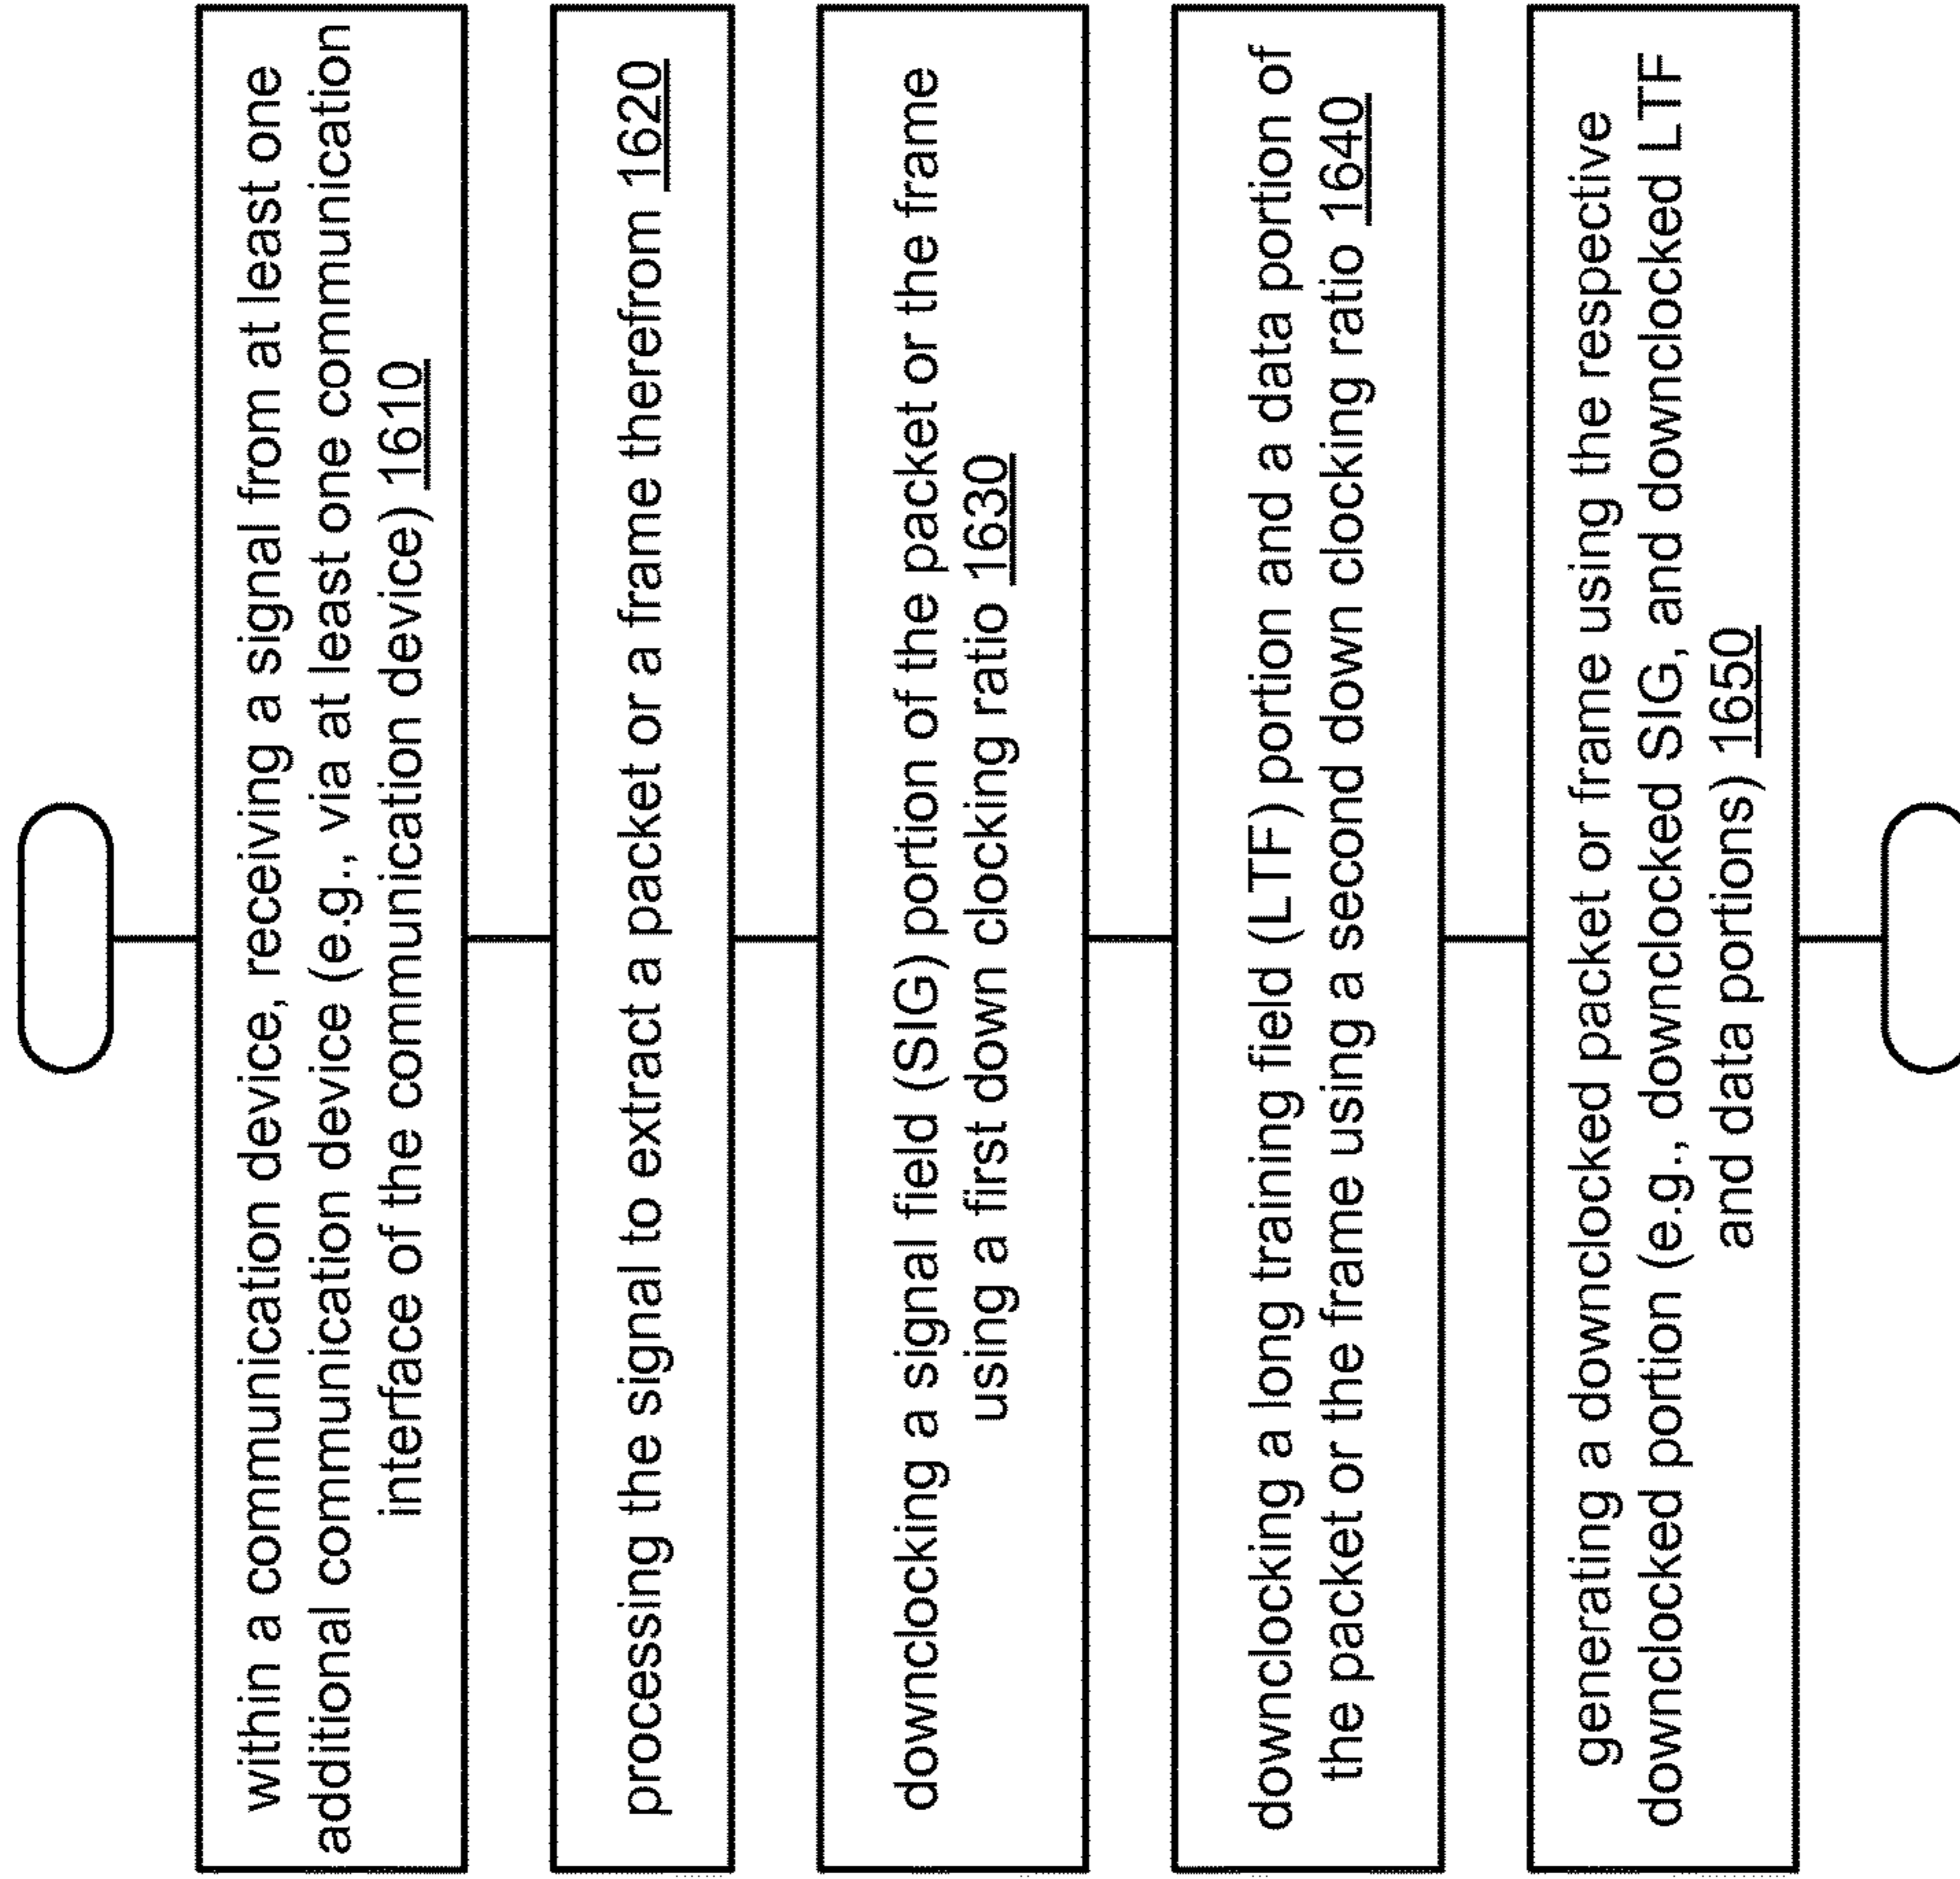 within a communication device, receiving a signal from at least one
additional communication device (e.g., via at least one communication
interface of the communication device) 1610
processing the signal to extract a packet or a frame therefrom 1620
downclocking a signal field (SIG) portion of the packet or the frame
using a first down clocking ratio 1630
downclocking a long training field (LTF) portion and a data portion of
the packet or the frame using a second down clocking ratio 1640
generating a downclocked packet or frame using the respective
downclocked portion (e.g., downclocked SIG, and downclocked LTF
and data portions) 1650